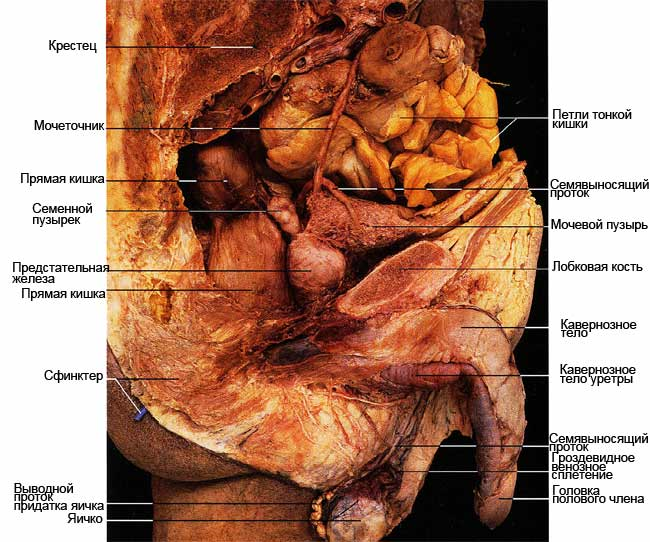 Крестец
Мочеточник
Прямая кишка
Семенной
пузырек
Предстательная
железа
Прямая кишка
Сфинктер
Выводной
проток
придатка яичка
Яичко
Петли тонкой
кишки
Семявыносящий
проток
Мочевой пузырь
Лобковая кость
Кавернозное
тело
Кавернозное
тело уретры
Семявыносящий
проток
Гроздевидное
венозное
сплетение
Головка
полового члена